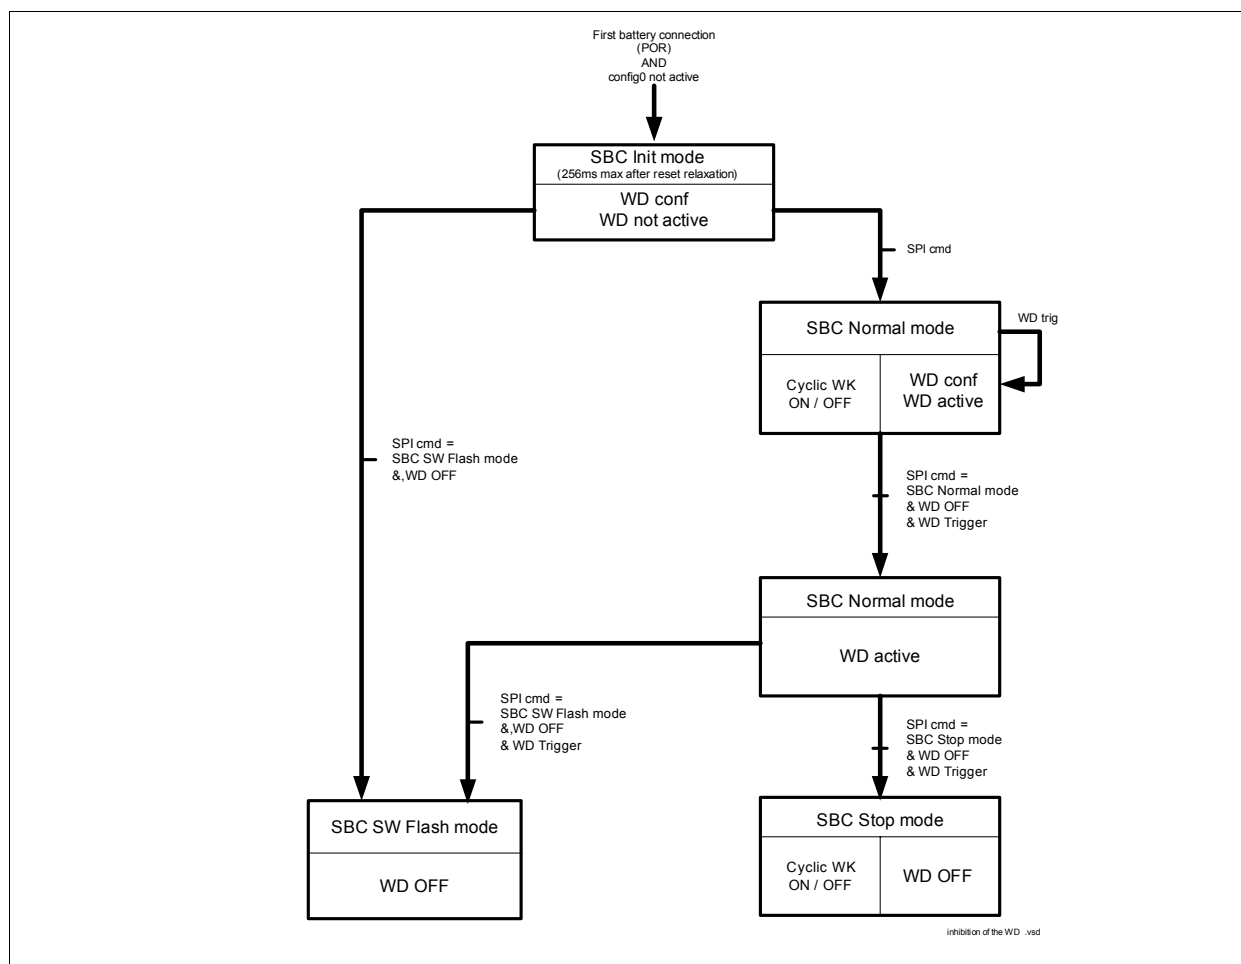 First battery connection
(POR)
AND
config0 not active
SBC Init mode
(256ms max after reset relaxation)
WD conf
WD not active
SPI cmd
SBC Normal mode
WD trig
Cyclic WK
ON / OFF
WD conf
WD active
SPI cmd =
SBC SW Flash mode
&,WD OFF
SPI cmd =
SBC Normal mode
& WD OFF
& WD Trigger
SBC Normal mode
WD active
SPI cmd =
SBC SW Flash mode
&,WD OFF
& WD Trigger
SPI cmd =
SBC Stop mode
& WD OFF
& WD Trigger
SBC SW Flash mode
WD OFF
SBC Stop mode
Cyclic WK
ON / OFF
WD OFF
inhibition of the WD .vsd